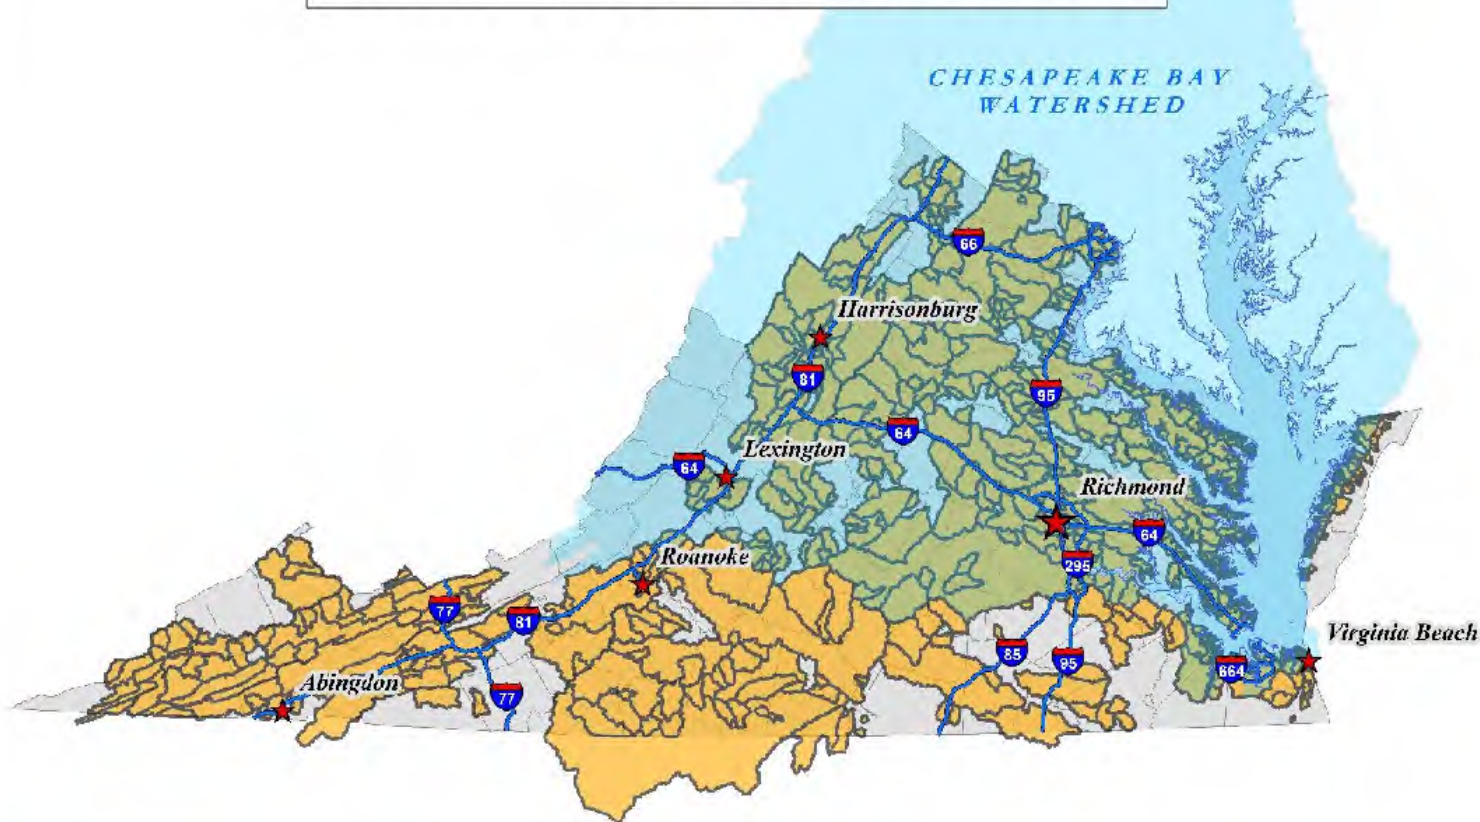 CHESAPEAKE BAY
WATERSHED
66
Harrisonburg
81
95
64
Lexington
64
Richmond
64
Roanoke
295
77
81
Virginia Beach
85
95
664
Abingdon
77